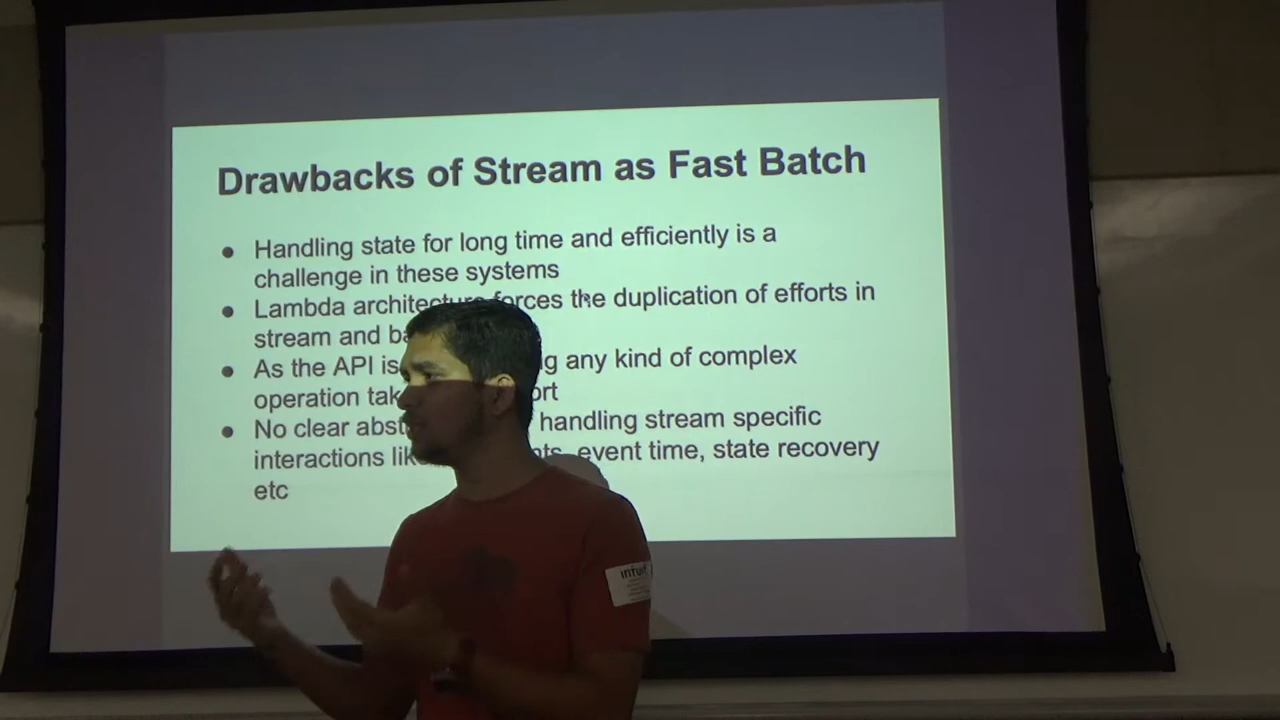 Drawbacks of Stream as Fast Batch
● Handling state for long time and efficiently is a
challenge in these systems
● Lambda architecture forces the duplication of efforts in
stream and
● As the API is any kind of complex
operation
● No clear handling stream specific
interactions event time, state recovery
etc
INTUIT